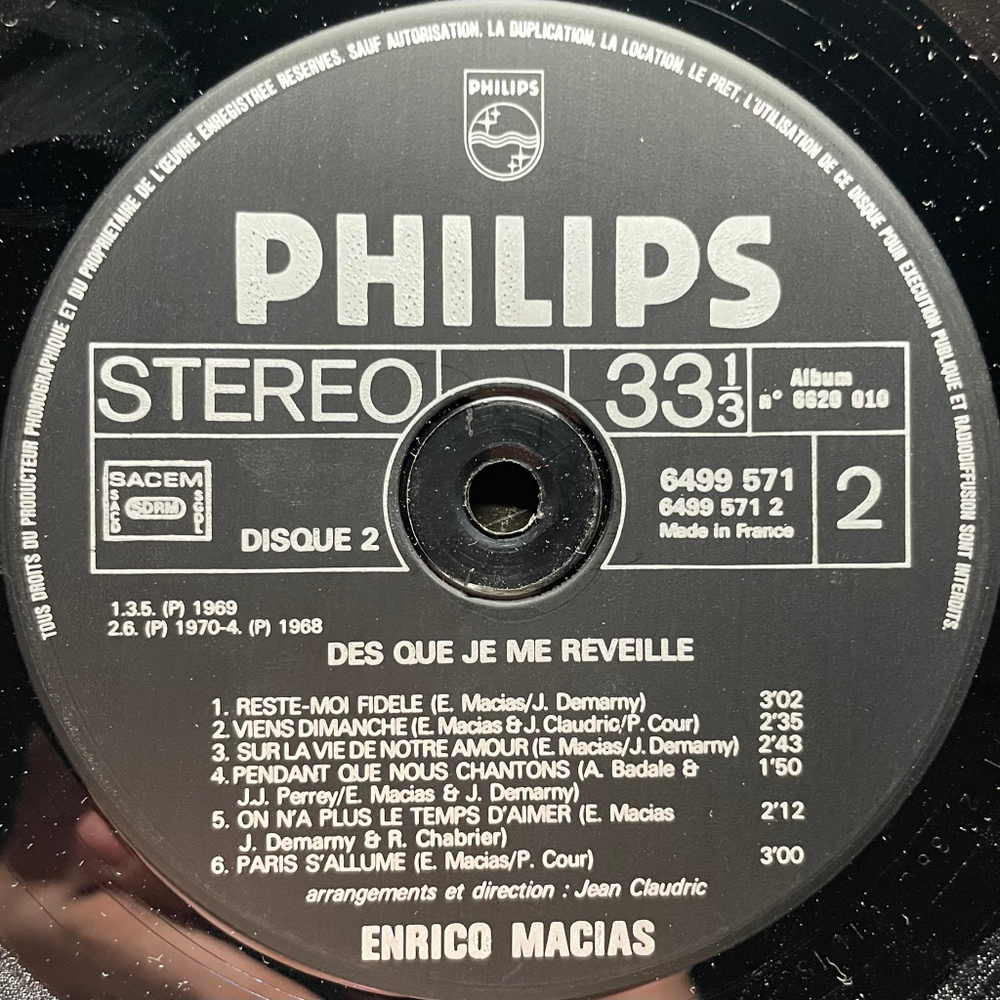 TOUS DROITS DU PRODUCTEUR PHONOGRAPHIQUE ET DU PROPRIETAIRE DE L'ŒUVRE ENREGISTREE RESERVES. SAUF AUTORISATION, LA DUPLICATION, LA LOCATION, LE PRET, L'UTILISATION DE CE DISQUE POUR EXECUTION PUBLIQUE ET RADIODIFFUSION SONT INTERDITS.
PHILIPS
PHILIPS
STEREO
33 1/3
Album
n° 6620 010
SACEM
SACD
SDRM
SGDL
DISQUE 2
6499 571
6499 571 2
Made in France
2
1.3.5. (P) 1969
2.6. (P) 1970-4. (P) 1968
DES QUE JE ME REVEILLE
1. RESTE-MOI FIDELE (E. Macias/J. Demarny) 3'02
2. VIENS DIMANCHE (E. Macias & J. Claudric/P. Cour) 2'35
3. SUR LA VIE DE NOTRE AMOUR (E. Macias/J. Demarny) 2'43
4. PENDANT QUE NOUS CHANTONS (A. Badale & 1'50
J.J. Perrey/E. Macias & J. Demarny)
5. ON N'A PLUS LE TEMPS D'AIMER (E. Macias 2'12
J. Demarny & R. Chabrier)
6. PARIS S'ALLUME (E. Macias/P. Cour) 3'00
arrangements et direction : Jean Claudric
ENRICO MACIAS